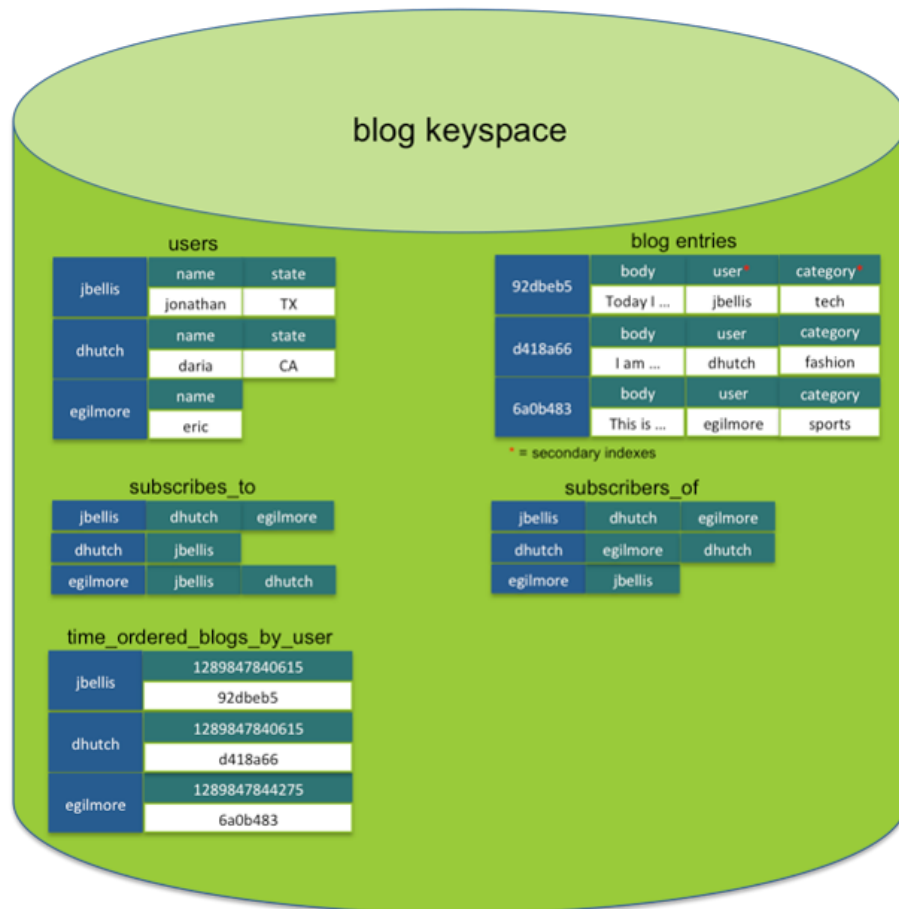 blog keyspace
users
jbellis name state
jonathan TX
dhutch name state
daria CA
egilmore name
eric
blog entries
92dbeb5 body user* category*
Today I ... jbellis tech
d418a66 body user category
I am ... dhutch fashion
6a0b483 body user category
This is ... egilmore sports
* = secondary indexes
subscribes_to
jbellis dhutch egilmore
dhutch jbellis
egilmore jbellis dhutch
subscribers_of
jbellis dhutch egilmore
dhutch egilmore dhutch
egilmore jbellis
time_ordered_blogs_by_user
jbellis 1289847840615
92dbeb5
dhutch 1289847840615
d418a66
egilmore 1289847844275
6a0b483